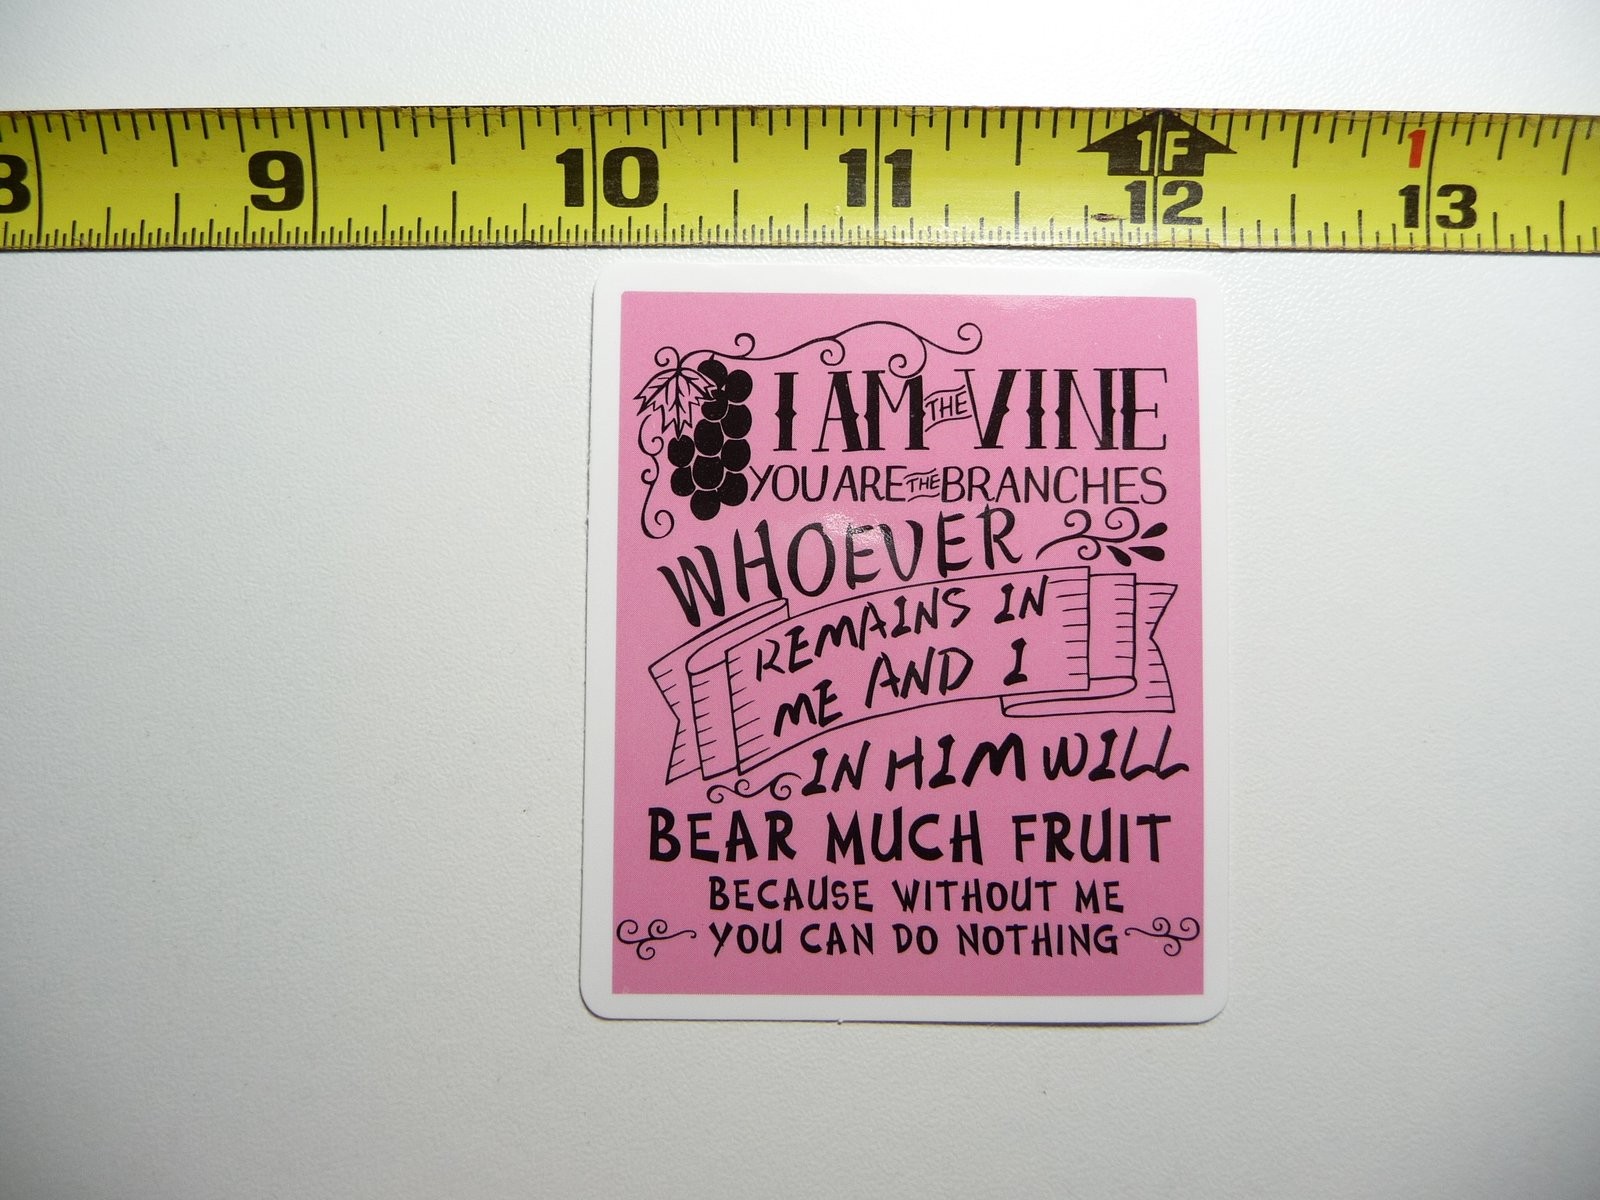 8 9 10 11 1F 12 1 13
I AM THE VINE
YOU ARE THE BRANCHES
WHOEVER
REMAINS IN
ME AND I
IN HIM WILL
BEAR MUCH FRUIT
BECAUSE WITHOUT ME
YOU CAN DO NOTHING